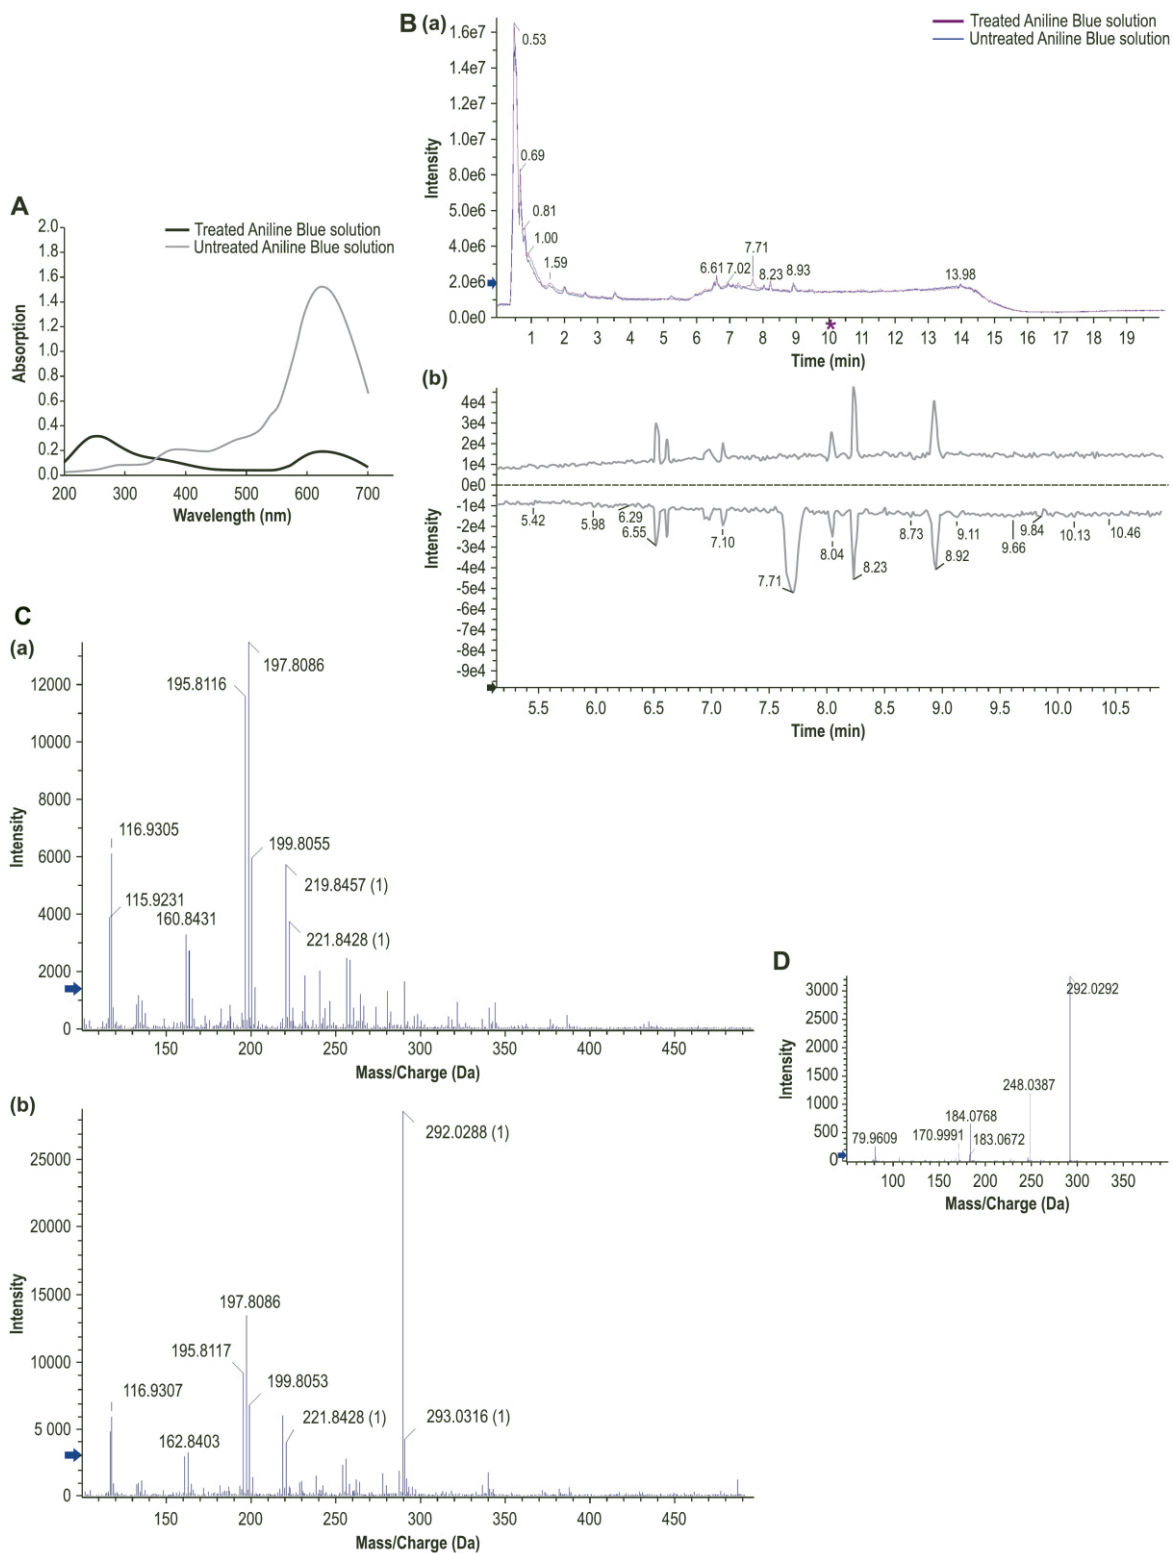 A
Treated Aniline Blue solution
Untreated Aniline Blue solution
2.0
1.8
1.6
1.4
1.2
1.0
0.8
0.6
0.4
0.2
0.0
Absorption
200 300 400 500 600 700
Wavelength (nm)
B (a)
Treated Aniline Blue solution
Untreated Aniline Blue solution
1.6e7
1.4e7
1.2e7
1.0e7
8.0e6
6.0e6
4.0e6
2.0e6
0.0e0
Intensity
0.53
0.69
0.81
1.00
1.59
6.61 7.02 7.71 8.23 8.93 13.98
1 2 3 4 5 6 7 8 9 10 11 12 13 14 15 16 17 18 19
*
Time (min)
(b)
4e4
3e4
2e4
1e4
0e0
-1e4
-2e4
-3e4
-4e4
-5e4
-6e4
-7e4
-8e4
-9e4
Intensity
5.42 5.98 6.29 6.55 7.10 7.71 8.04 8.23 8.73 8.92 9.11 9.66 9.84 10.13 10.46
5.5 6.0 6.5 7.0 7.5 8.0 8.5 9.0 9.5 10.0 10.5
Time (min)
C
(a)
12000
10000
8000
6000
4000
2000
0
Intensity
197.8086
195.8116
116.9305
199.8055
219.8457 (1)
115.9231
160.8431
221.8428 (1)
150 200 250 300 350 400 450
Mass/Charge (Da)
(b)
25000
20000
15000
10000
5 000
0
Intensity
292.0288 (1)
197.8086
195.8117
199.8053
116.9307
221.8428 (1)
293.0316 (1)
162.8403
150 200 250 300 350 400 450
Mass/Charge (Da)
D
3000
2500
2000
1500
1000
500
0
Intensity
292.0292
248.0387
184.0768
170.9991
183.0672
79.9609
100 150 200 250 300 350
Mass/Charge (Da)